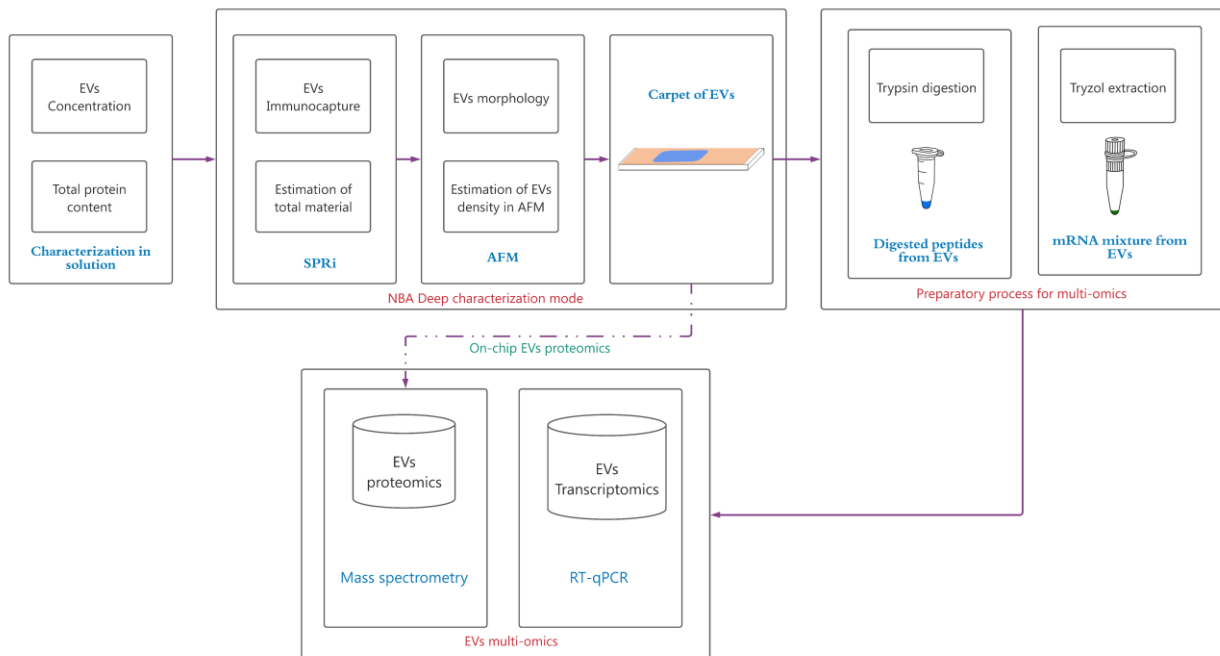 EVs
Concentration
Total protein
content
Characterization in
solution
EVs
Immunocapture
Estimation of
total material
SPRi
EVs morphology
Estimation of EVs
density in AFM
AFM
Carpet of EVs
NBA Deep characterization mode
Trypsin digestion
Digested peptides
from EVs
Tryzol extraction
mRNA mixture from
EVs
Preparatory process for multi-omics
On-chip EVs proteomics
EVs
proteomics
Mass spectrometry
EVs
Transcriptomics
RT-qPCR
EVs multi-omics